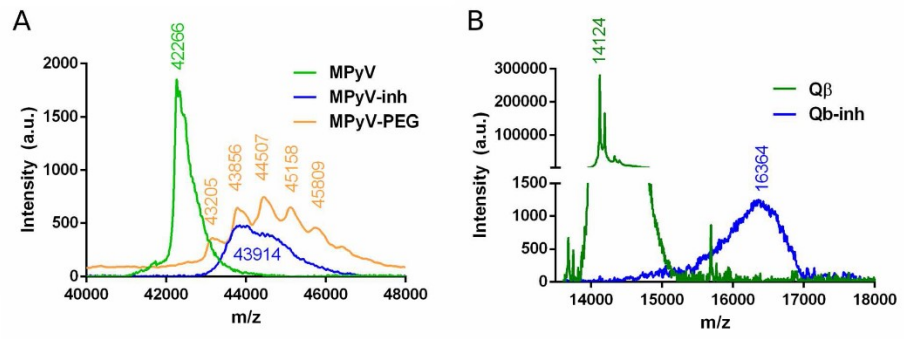 A
Intensity (a.u.)
2000
1500
1000
500
0
40000 42000 44000 46000 48000
m/z
42266
43205
43856
44507
45158
45809
43914
MPyV
MPyV-inh
MPyV-PEG
B
Intensity (a.u.)
300000
100000
1500
1000
500
0
14000 15000 16000 17000 18000
m/z
14124
16364
Qβ
Qb-inh